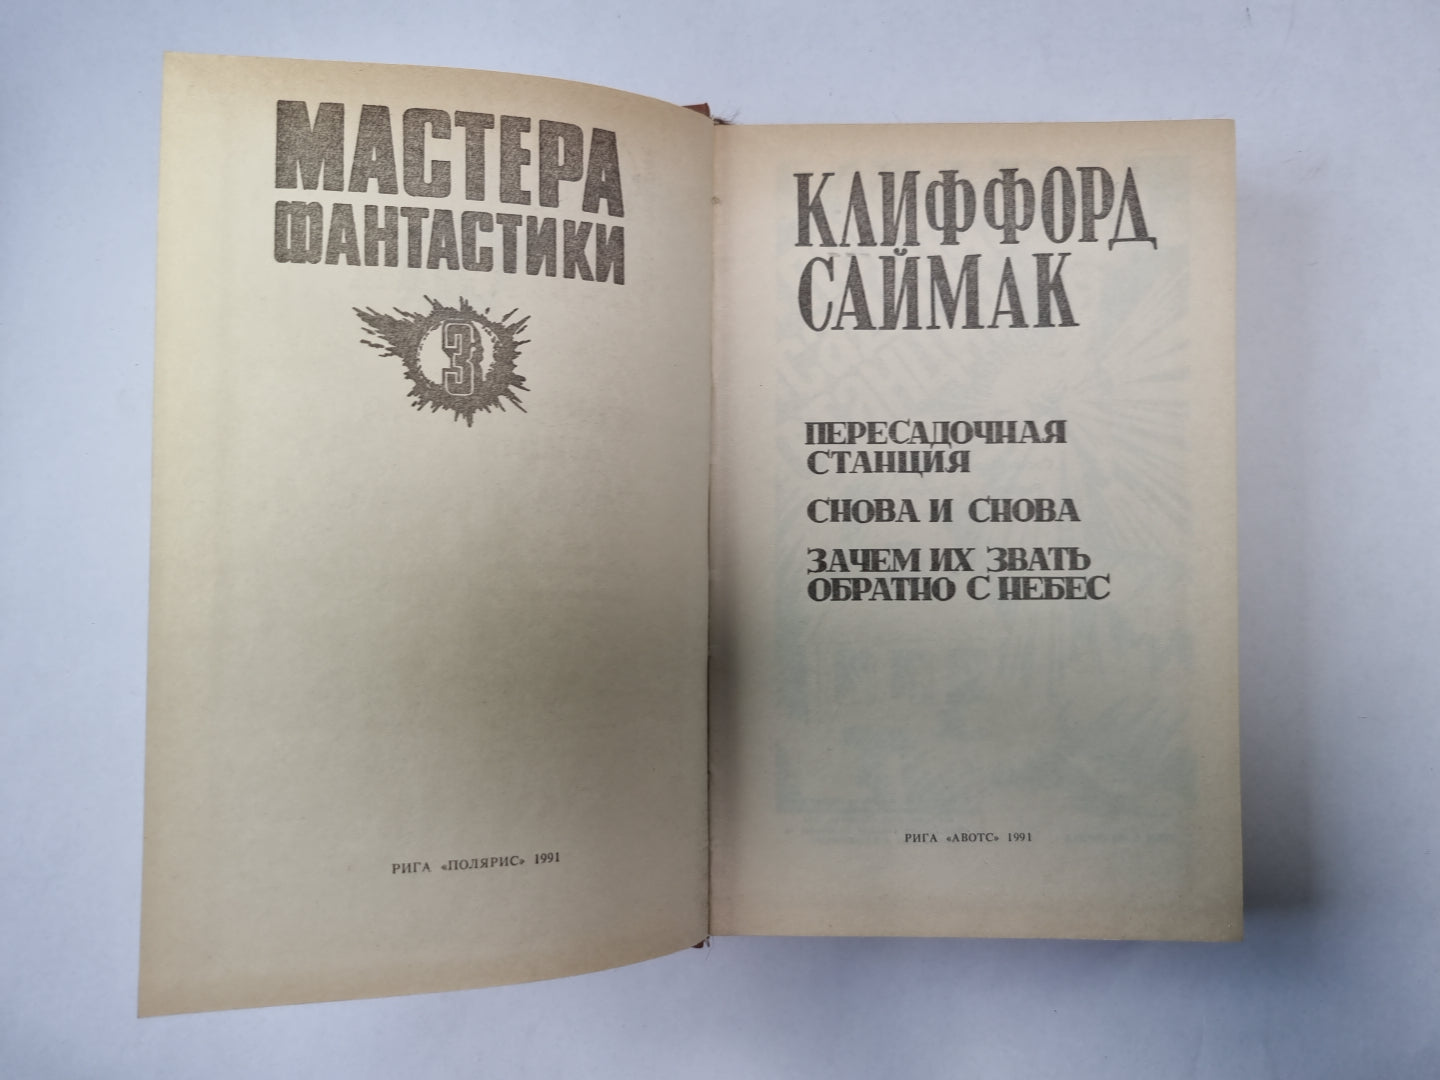 МАСТЕРА
ФАНТАСТИКИ
3
РИГА «ПОЛЯРИС» 1991
КЛИФФОРД
САЙМАК
ПЕРЕСАДОЧНАЯ
СТАНЦИЯ
СНОВА И СНОВА
ЗАЧЕМ ИХ ЗВАТЬ
ОБРАТНО С НЕБЕС
РИГА «АВОТС» 1991